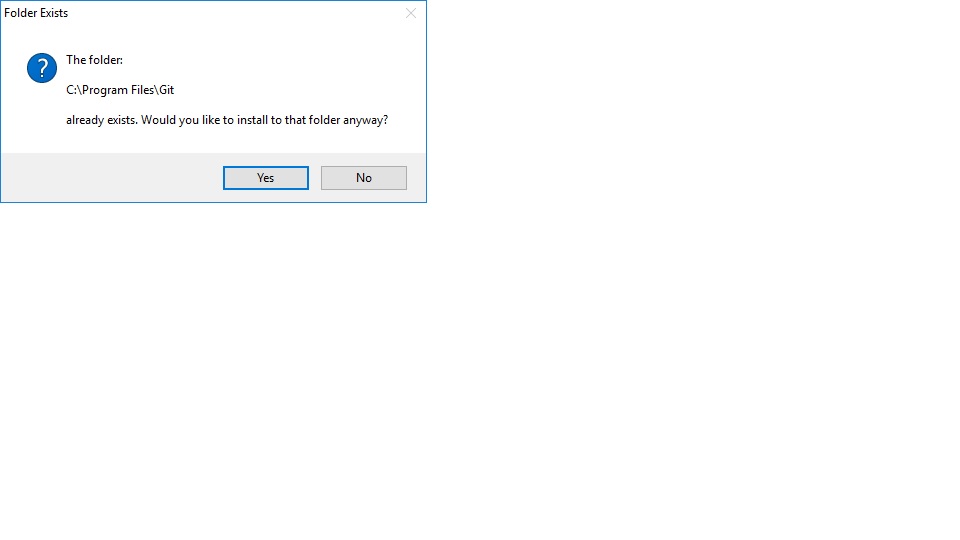 Folder Exists
The folder:
C:\Program Files\Git
already exists. Would you like to install to that folder anyway?
Yes No